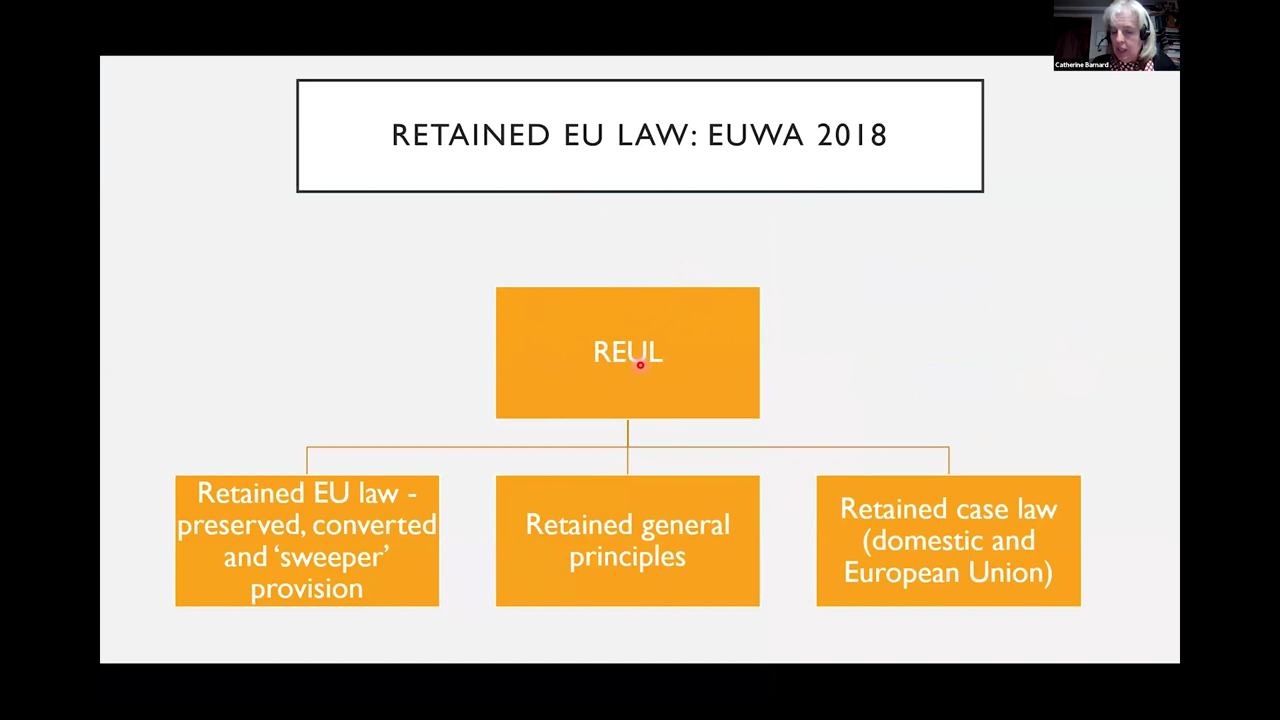 Catherine Barnard
RETAINED EU LAW: EUWA 2018
REUL
Retained EU law -
preserved, converted
and ‘sweeper’
provision
Retained general
principles
Retained case law
(domestic and
European Union)